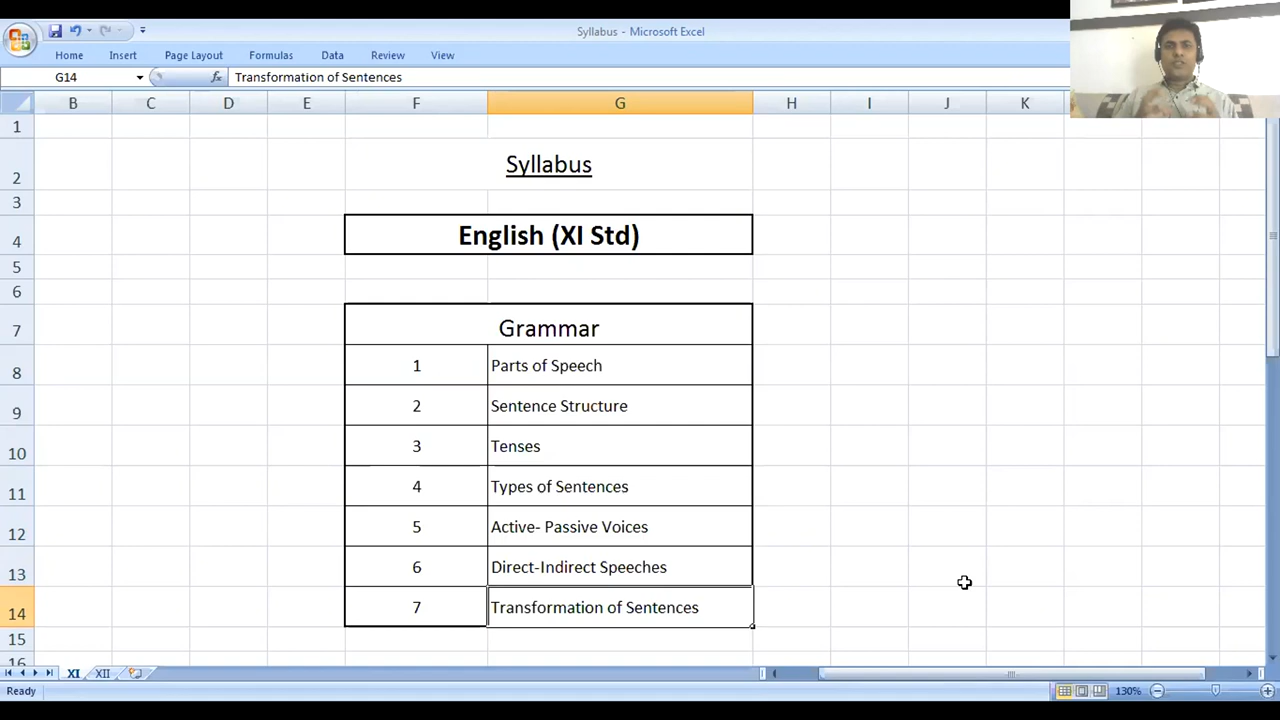 Syllabus - Microsoft Excel
Home Insert Page Layout Formulas Data Review View
G14 fx Transformation of Sentences
B C D E F G H I J K
1
2 Syllabus
3
4 English (XI Std)
5
6
7 Grammar
8 1 Parts of Speech
9 2 Sentence Structure
10 3 Tenses
11 4 Types of Sentences
12 5 Active- Passive Voices
13 6 Direct-Indirect Speeches
14 7 Transformation of Sentences
15
16
XI XII
Ready 130%